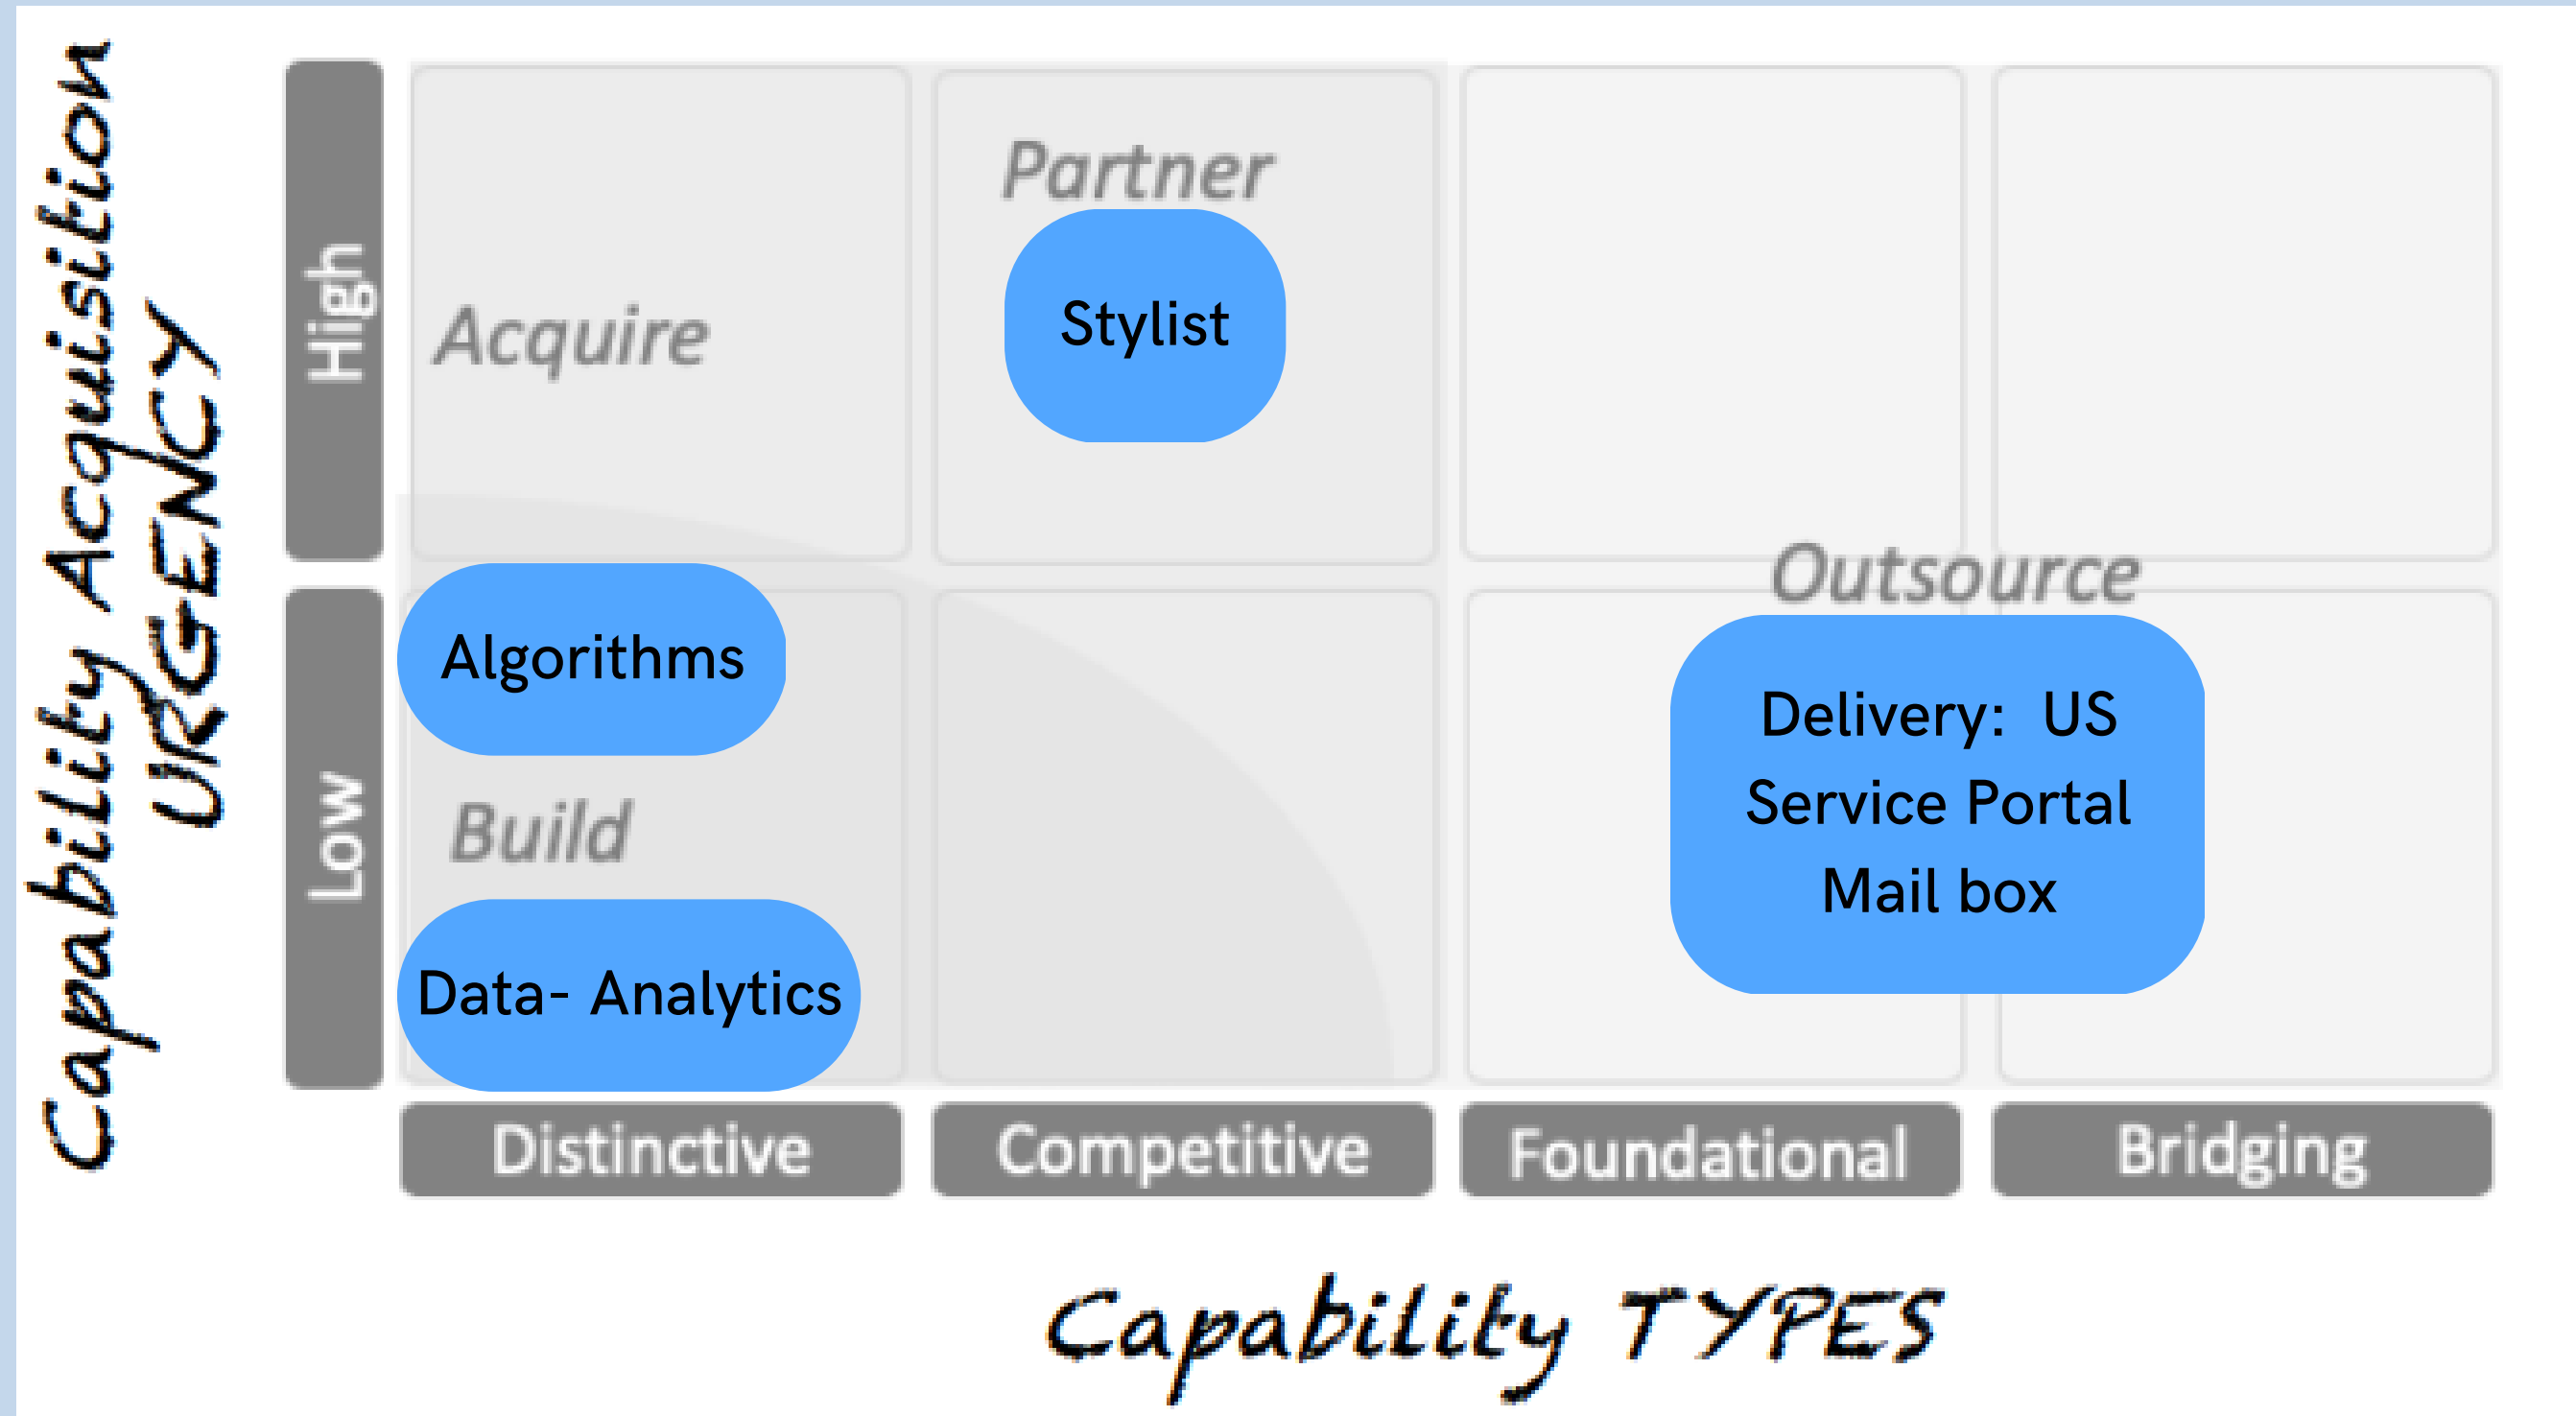 Capability Acquisition
URGENCY
High
Low
Acquire
Partner
Stylist
Algorithms
Build
Data- Analytics
Outsource
Delivery: US
Service Portal
Mail box
Distinctive
Competitive
Foundational
Bridging
Capability TYPES